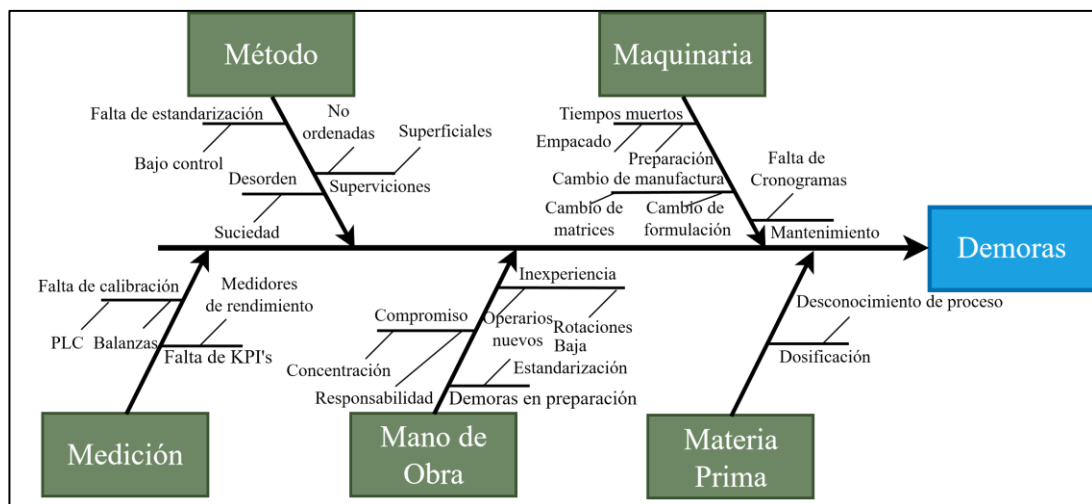 Método
Maquinaria
Falta de estandarización
Bajo control
No
ordenadas
Superficiales
Superviciones
Desorden
Suciedad
Tiempos muertos
Empacado
Preparación
Cambio de manufactura
Cambio de
matrices
Cambio de
formulación
Falta de
Cronogramas
Mantenimiento
Demoras
Falta de calibración
PLC
Balanzas
Medidores
de rendimiento
Falta de KPI's
Inexperiencia
Operarios
nuevos
Rotaciones
Compromiso
Concentración
Responsabilidad
Baja
Estandarización
Demoras en preparación
Desconocimiento de proceso
Dosificación
Medición
Mano de
Obra
Materia
Prima